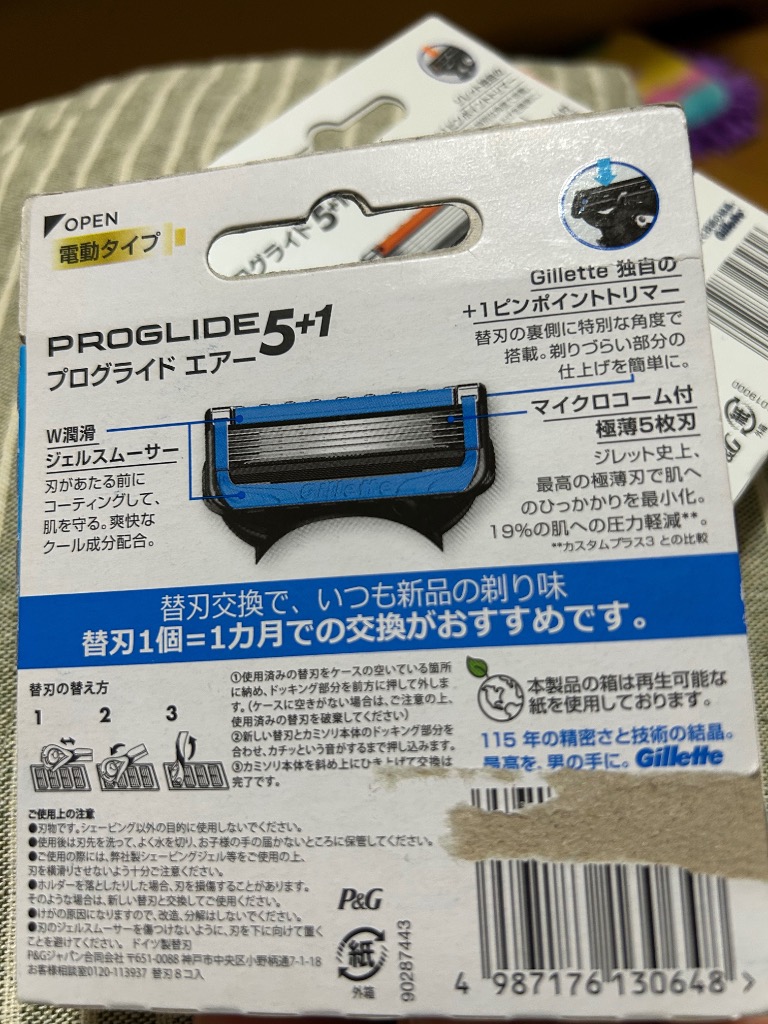 OPEN
電動タイプ
PROGLIDE 5+1
プログライド エアー
Gillette 独自の
+1ピンポイントトリマー
替刃の裏側に特別な角度で
搭載。剃りづらい部分の
仕上げを簡単に。
W潤滑
ジェルスムーサー
刃があたる前に
コーティングして、
肌を守る。爽快な
クール成分配合。
Gillette
マイクロコーム付
極薄5枚刃
ジレット史上、
最高の極薄刃で肌へ
のひっかかりを最小化。
19%の肌への圧力軽減**。
**カスタムプラス3 との比較
替刃交換で、いつも新品の剃り味
替刃1個=1カ月での交換がおすすめです。
替刃の替え方
1 2 3
①使用済みの替刃をケースの空いている箇所
に納め、ドッキング部分を前方に押して外しま
す。(ケースに空きがない場合は、ご注意の上、
使用済みの替刃を破棄してください)
②新しい替刃とカミソリ本体のドッキング部分を
合わせ、カチッという音がするまで押し込みます。
③カミソリ本体を斜め上にひき上げて交換は
完了です。
本製品の箱は再生可能な
紙を使用しております。
115 年の精密さと技術の結晶。
最高を、男の手に。Gillette
ご使用上の注意
●刃物です。シェービング以外の目的に使用しないでください。
●使用後は刃先を洗って、よく水を切り、お子様の手の届かないところに保管してください。
●ご使用の際には、弊社製シェービングジェル等をご使用の上、
刃を横滑りさせないよう十分ご注意ください。
●ホルダーを落としたりした場合、刃を損傷することがあります。
そのような場合は、新しい替刃と交換してご使用ください。
●けがの原因になりますので、改造、分解はしないでください。
●刃のジェルスムーサーを傷つけないように、刃を下に向けて置く
ことを避けてください。 ドイツ製替刃
P&Gジャパン合同会社 〒651-0088 神戸市中央区小野柄通7-1-18
お客様相談室0120-113937 替刃 8コ入
P&G
紙
外箱
90287443
4 987176 130648 >